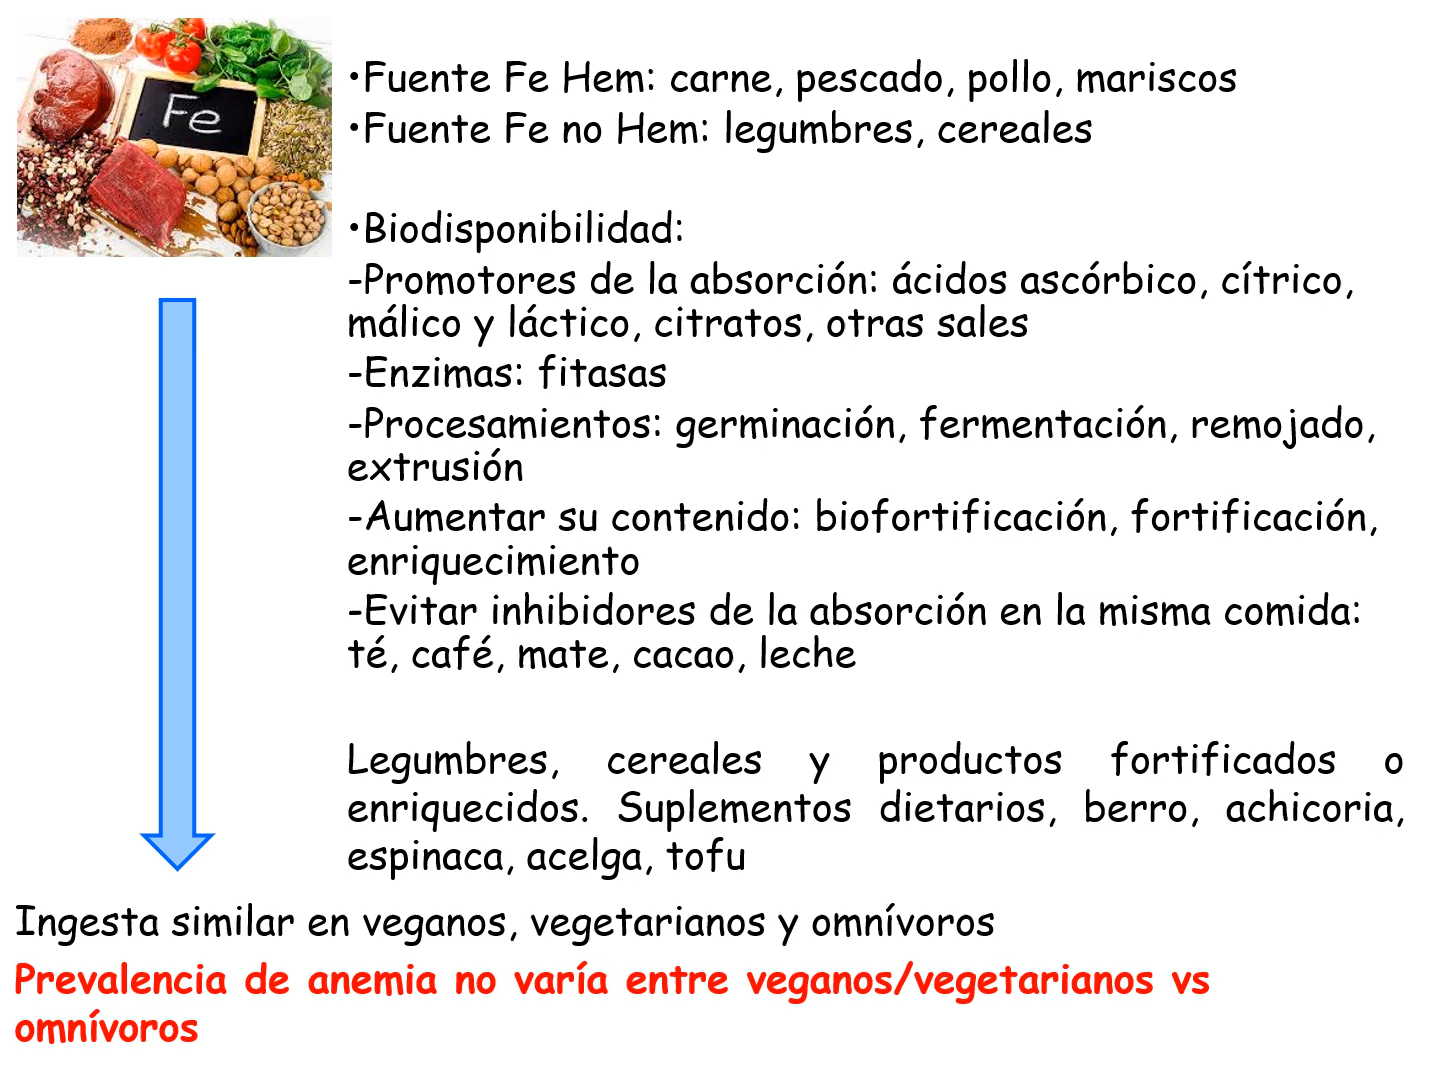 Fe
•Fuente Fe Hem: carne, pescado, pollo, mariscos
•Fuente Fe no Hem: legumbres, cereales
•Biodisponibilidad:
-Promotores de la absorción: ácidos ascórbico, cítrico,
málico y láctico, citratos, otras sales
-Enzimas: fitasas
-Procesamientos: germinación, fermentación, remojado,
extrusión
-Aumentar su contenido: biofortificación, fortificación,
enriquecimiento
-Evitar inhibidores de la absorción en la misma comida:
té, café, mate, cacao, leche
Legumbres, cereales y productos fortificados o
enriquecidos. Suplementos dietarios, berro, achicoria,
espinaca, acelga, tofu
Ingesta similar en veganos, vegetarianos y omnívoros
Prevalencia de anemia no varía entre veganos/vegetarianos vs
omnívoros